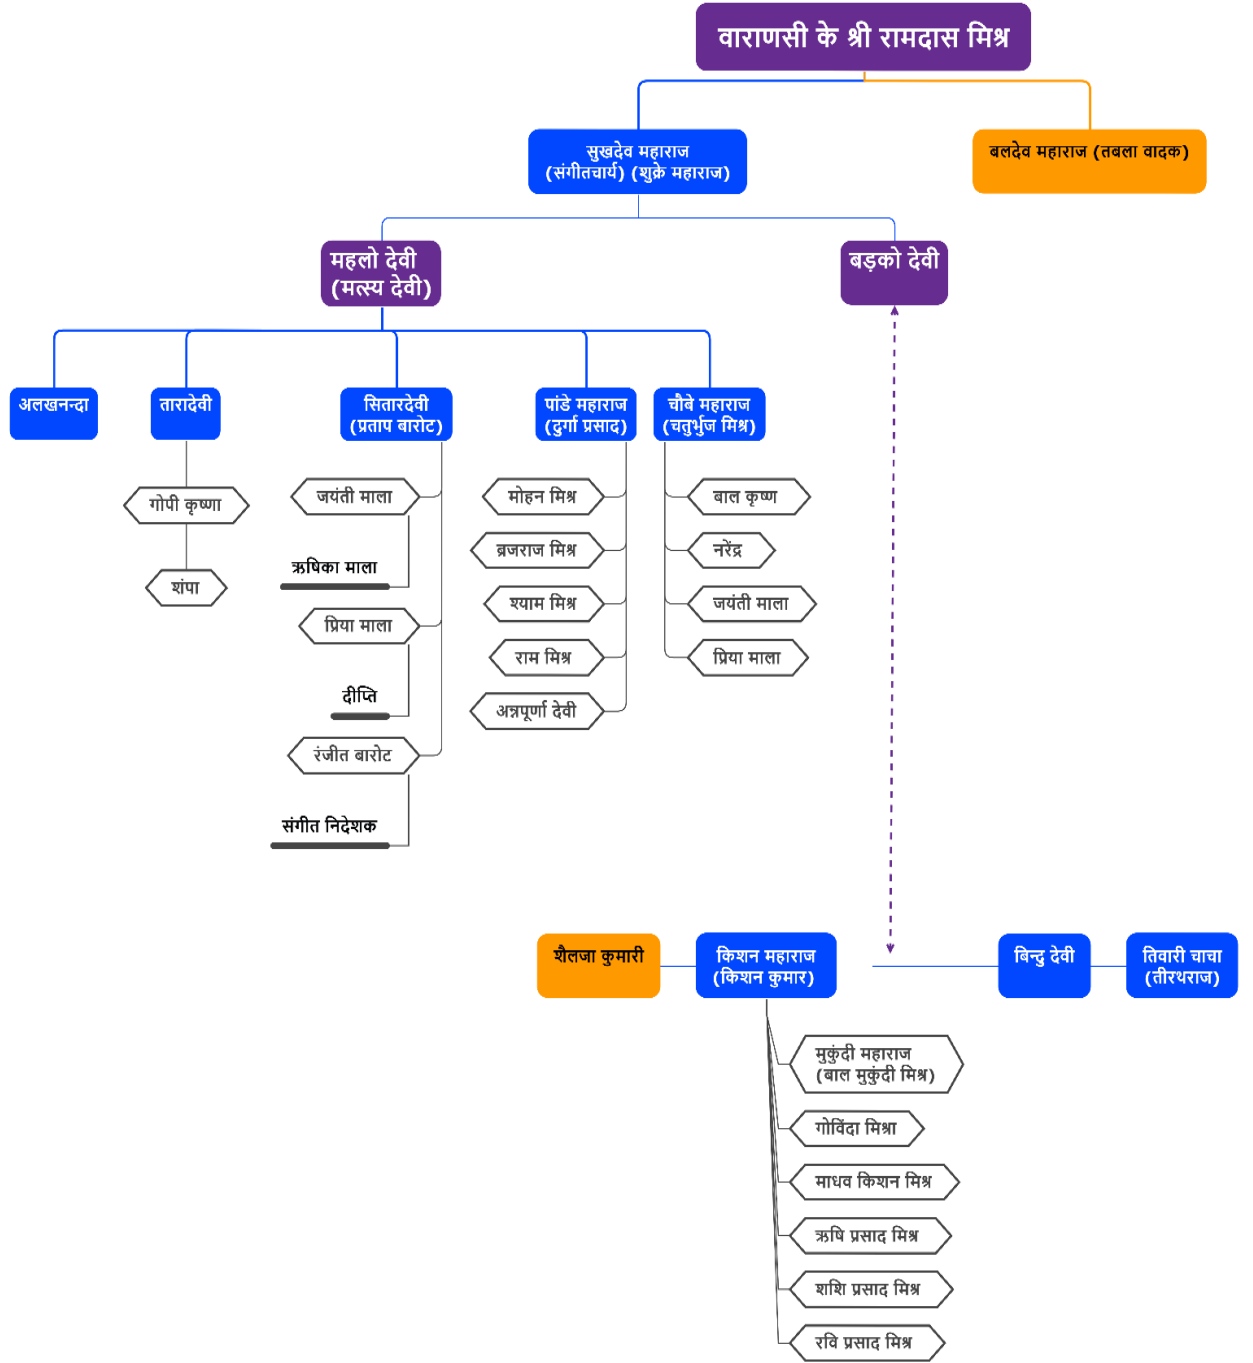 वाराणसी के श्री रामदास मिश्र
सुखदेव महाराज
(संगीतचार्य) (शुक्रे महाराज)
बलदेव महाराज (तबला वादक)
महलो देवी
(मत्स्य देवी)
बड़को देवी
अलखनन्दा
तारादेवी
सितारदेवी
(प्रताप बारोट)
पांडे महाराज
(दुर्गा प्रसाद)
चौबे महाराज
(चतुर्भुज मिश्र)
गोपी कृष्णा
शंपा
जयंती माला
ऋषिका माला
प्रिया माला
दीप्ति
रंजीत बारोट
संगीत निदेशक
मोहन मिश्र
ब्रजराज मिश्र
श्याम मिश्र
राम मिश्र
अन्नपूर्णा देवी
बाल कृष्ण
नरेंद्र
जयंती माला
प्रिया माला
शैलजा कुमारी
किशन महाराज
(किशन कुमार)
बिन्दु देवी
तिवारी चाचा
(तीरथराज)
मुकुंदी महाराज
(बाल मुकुंदी मिश्र)
गोविंदा मिश्रा
माधव किशन मिश्र
ऋषि प्रसाद मिश्र
शशि प्रसाद मिश्र
रवि प्रसाद मिश्र